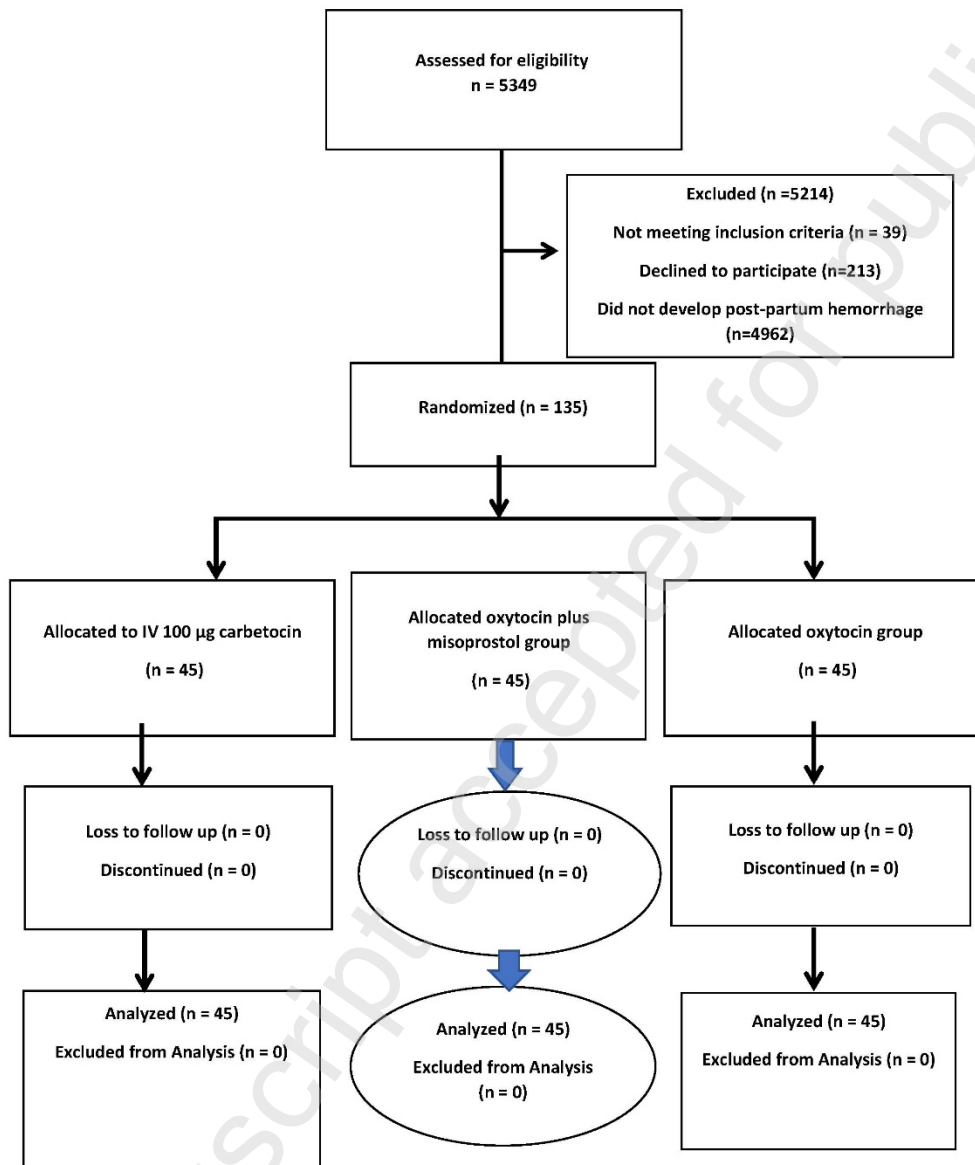 Assessed for eligibility
n = 5349
Excluded (n =5214)
Not meeting inclusion criteria (n = 39)
Declined to participate (n=213)
Did not develop post-partum hemorrhage
(n=4962)
Randomized (n = 135)
Allocated to IV 100 µg carbetocin
(n = 45)
Allocated oxytocin plus
misoprostol group
(n = 45)
Allocated oxytocin group
(n = 45)
Loss to follow up (n = 0)
Discontinued (n = 0)
Loss to follow up (n = 0)
Discontinued (n = 0)
Loss to follow up (n = 0)
Discontinued (n = 0)
Analyzed (n = 45)
Excluded from Analysis (n = 0)
Analyzed (n = 45)
Excluded from Analysis
(n = 0)
Analyzed (n = 45)
Excluded from Analysis (n = 0)
script accepted for publi